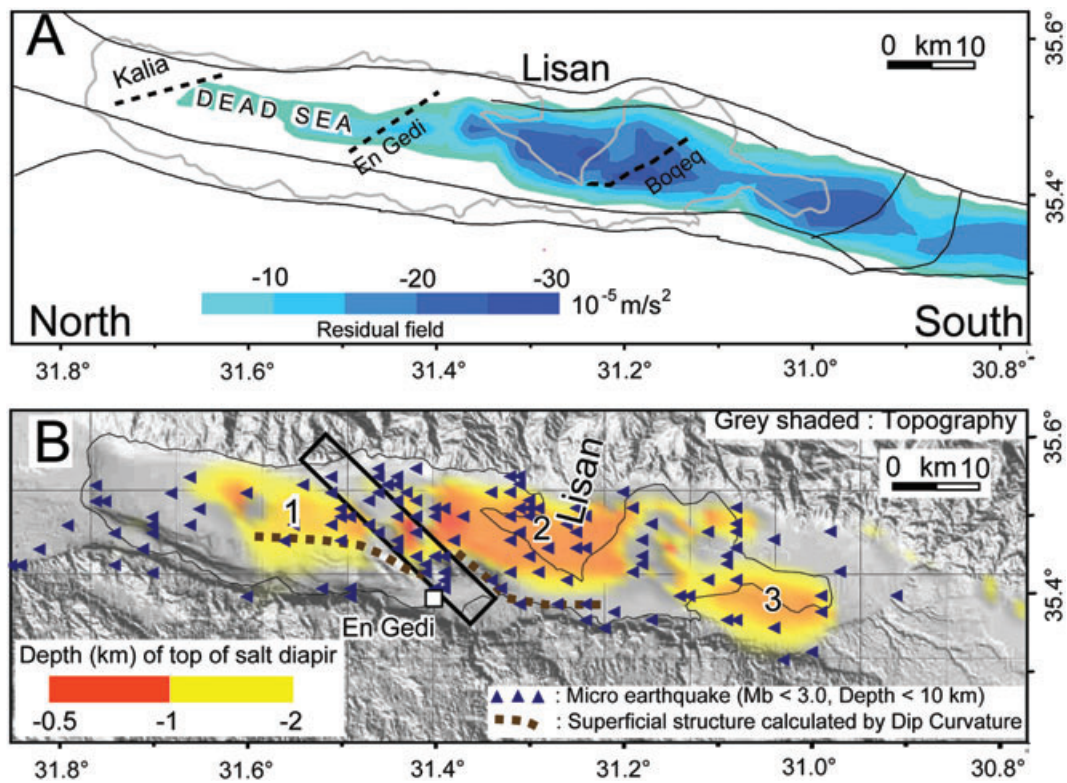 A
Kalia
DEAD SEA
En Gedi
Lisan
Boqeq
0 km 10
35.6°
35.4°
-10 -20 -30
10⁻⁵ m/s²
Residual field
North South
31.8° 31.6° 31.4° 31.2° 31.0° 30.8°
B
Grey shaded : Topography
0 km 10
35.6°
35.4°
1
2
Lisan
3
En Gedi
Depth (km) of top of salt diapir
-0.5 -1 -2
: Micro earthquake (Mb < 3.0, Depth < 10 km)
: Superficial structure calculated by Dip Curvature
31.8° 31.6° 31.4° 31.2° 31.0° 30.8°